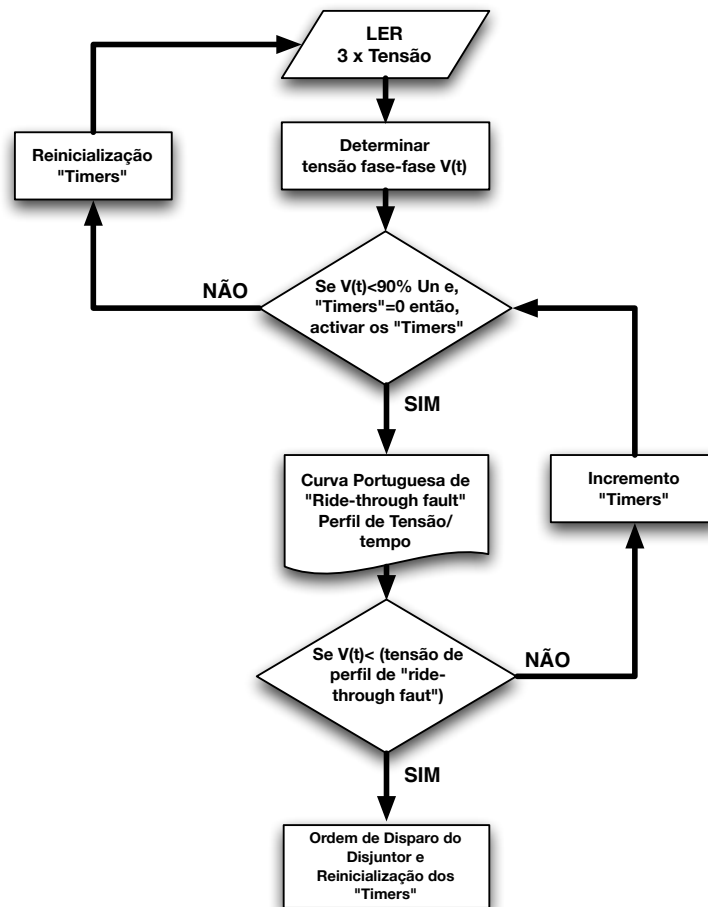 LER
3 x Tensão
Determinar
tensão fase-fase V(t)
Reinicialização
"Timers"
NÃO
Se V(t)<90% Un e,
"Timers"=0 então,
activar os "Timers"
SIM
Curva Portuguesa de
"Ride-through fault"
Perfil de Tensão/
tempo
Incremento
"Timers"
Se V(t)< (tensão de
perfil de "ride-
through faut")
NÃO
SIM
Ordem de Disparo do
Disjuntor e
Reinicialização dos
"Timers"